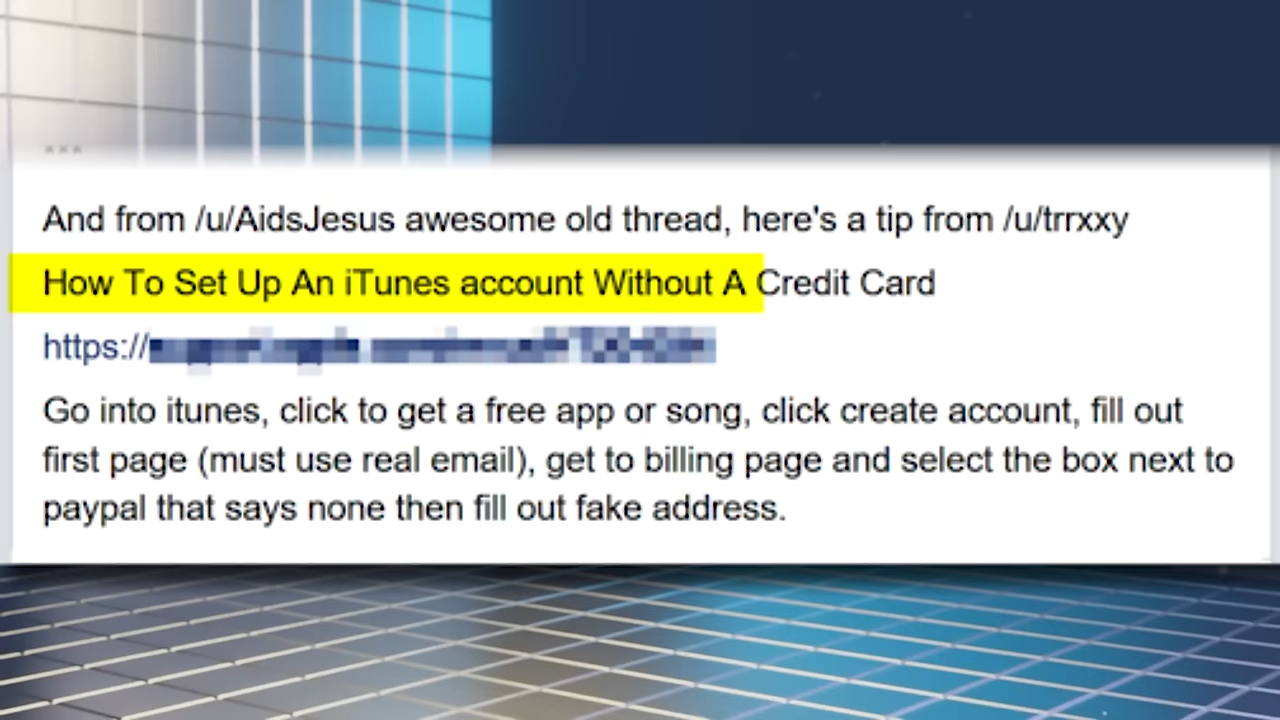 And from /u/AidsJesus awesome old thread, here's a tip from /u/trrxxy
How To Set Up An iTunes account Without A Credit Card
https://
Go into itunes, click to get a free app or song, click create account, fill out
first page (must use real email), get to billing page and select the box next to
paypal that says none then fill out fake address.